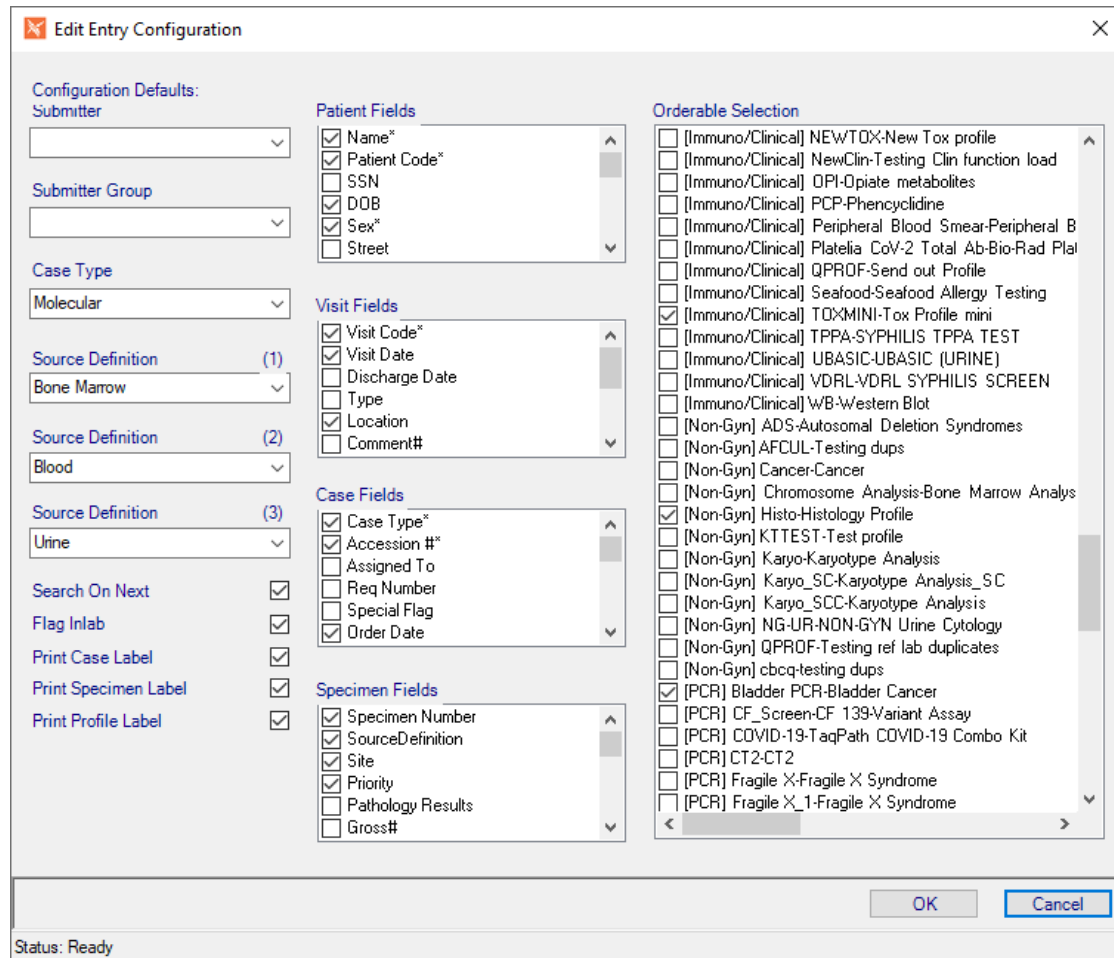 Edit Entry Configuration
Configuration Defaults:
Submitter
Submitter Group
Case Type
Molecular
Source Definition (1)
Bone Marrow
Source Definition (2)
Blood
Source Definition (3)
Urine
Search On Next
Flag Inlab
Print Case Label
Print Specimen Label
Print Profile Label
Patient Fields
Name*
Patient Code*
SSN
DOB
Sex*
Street
Visit Fields
Visit Code*
Visit Date
Discharge Date
Type
Location
Comment#
Case Fields
Case Type*
Accession #*
Assigned To
Req Number
Special Flag
Order Date
Specimen Fields
Specimen Number
SourceDefinition
Site
Priority
Pathology Results
Gross#
Orderable Selection
[Immuno/Clinical] NEWTOX-New Tox profile
[Immuno/Clinical] NewClin-Testing Clin function load
[Immuno/Clinical] OPI-Opiate metabolites
[Immuno/Clinical] PCP-Phencyclidine
[Immuno/Clinical] Peripheral Blood Smear-Peripheral B
[Immuno/Clinical] Platelia CoV-2 Total Ab-Bio-Rad Plat
[Immuno/Clinical] QPROF-Send out Profile
[Immuno/Clinical] Seafood-Seafood Allergy Testing
[Immuno/Clinical] TOXMINI-Tox Profile mini
[Immuno/Clinical] TPPA-SYPHILIS TPPA TEST
[Immuno/Clinical] UBASIC-UBASIC (URINE)
[Immuno/Clinical] VDRL-VDRL SYPHILIS SCREEN
[Immuno/Clinical] WB-Western Blot
[Non-Gyn] ADS-Autosomal Deletion Syndromes
[Non-Gyn] AFCUL-Testing dups
[Non-Gyn] Cancer-Cancer
[Non-Gyn] Chromosome Analysis-Bone Marrow Analys
[Non-Gyn] Histo-Histology Profile
[Non-Gyn] KTTEST-Test profile
[Non-Gyn] Karyo-Karyotype Analysis
[Non-Gyn] Karyo_SC-Karyotype Analysis_SC
[Non-Gyn] Karyo_SCC-Karyotype Analysis
[Non-Gyn] NG-UR-NON-GYN Urine Cytology
[Non-Gyn] QPROF-Testing ref lab duplicates
[Non-Gyn] cbcq-testing dups
[PCR] Bladder PCR-Bladder Cancer
[PCR] CF_Screen-CF 139-Variant Assay
[PCR] COVID-19-TaqPath COVID-19 Combo Kit
[PCR] CT2-CT2
[PCR] Fragile X-Fragile X Syndrome
[PCR] Fragile X_1-Fragile X Syndrome
OK
Cancel
Status: Ready